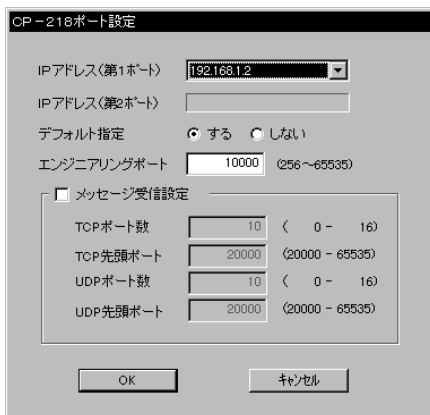 CP-218ポート設定
IPアドレス(第1ポート) 192.168.1.2
IPアドレス(第2ポート)
デフォルト指定 する しない
エンジニアリングポート 10000 (256~65535)
メッセージ受信設定
TCPポート数 10 ( 0 - 16)
TCP先頭ポート 20000 (20000 - 65535)
UDPポート数 10 ( 0 - 16)
UDP先頭ポート 20000 (20000 - 65535)
OK キャンセル